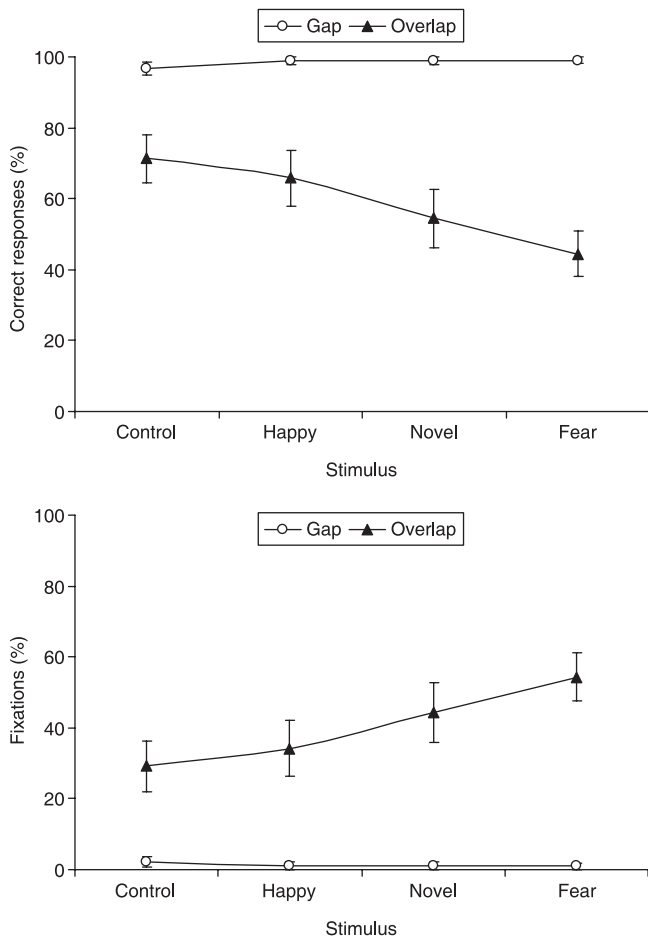 Gap Overlap
100
80
60
40
20
0
Correct responses (%)
Control Happy Novel Fear
Stimulus
Gap Overlap
100
80
60
40
20
0
Fixations (%)
Control Happy Novel Fear
Stimulus